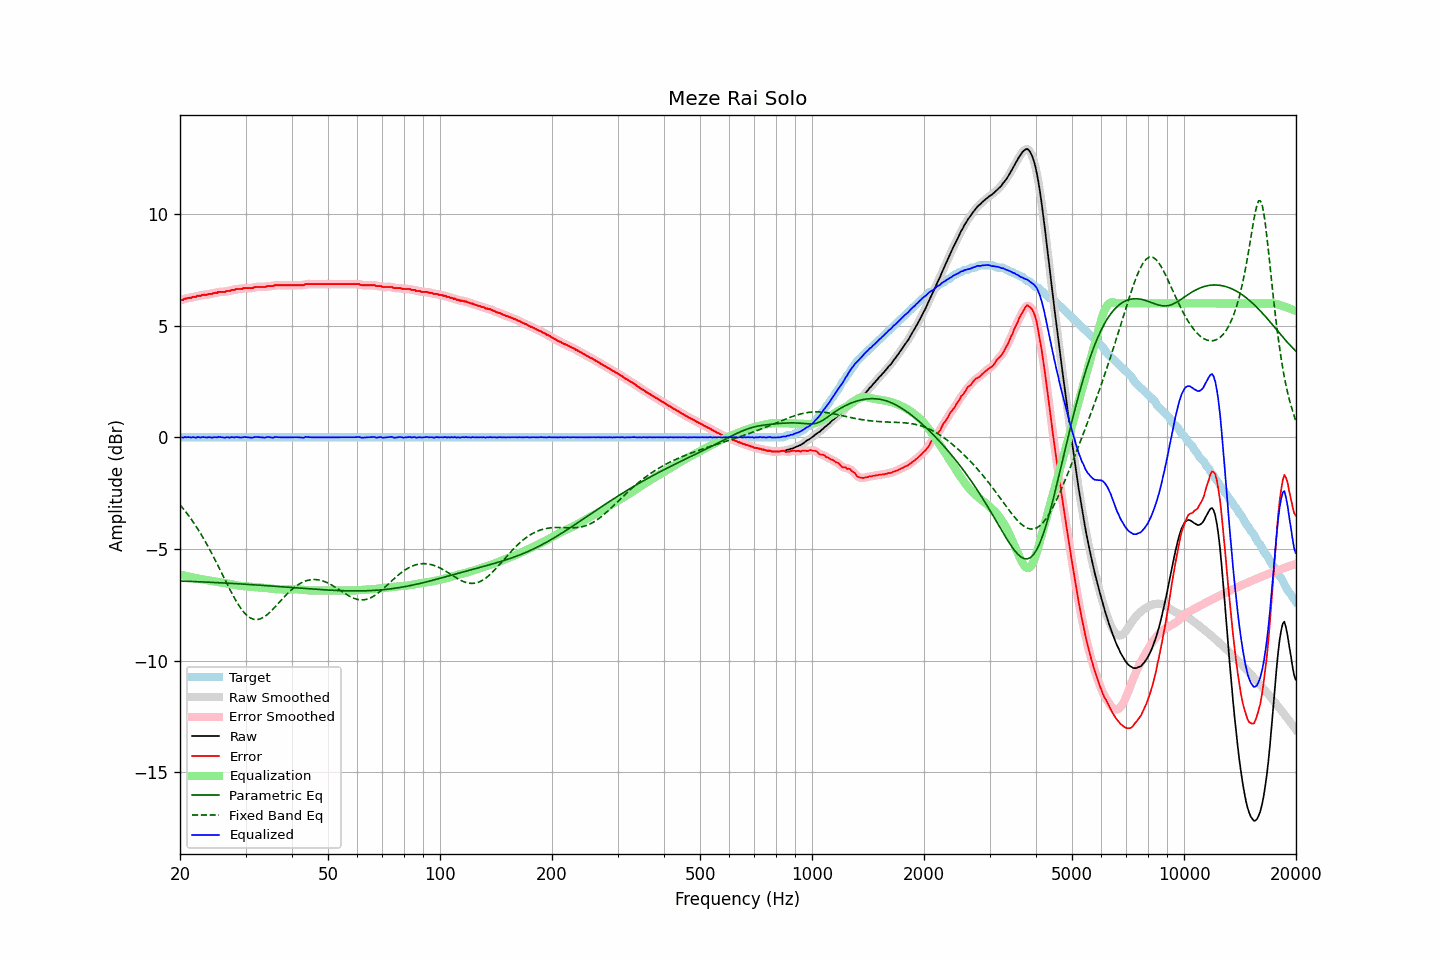 Meze Rai Solo
Amplitude (dBr)
10
5
0
−5
−10
−15
Target
Raw Smoothed
Error Smoothed
Raw
Error
Equalization
Parametric Eq
Fixed Band Eq
Equalized
20 50 100 200 500 1000 2000 5000 10000 20000
Frequency (Hz)